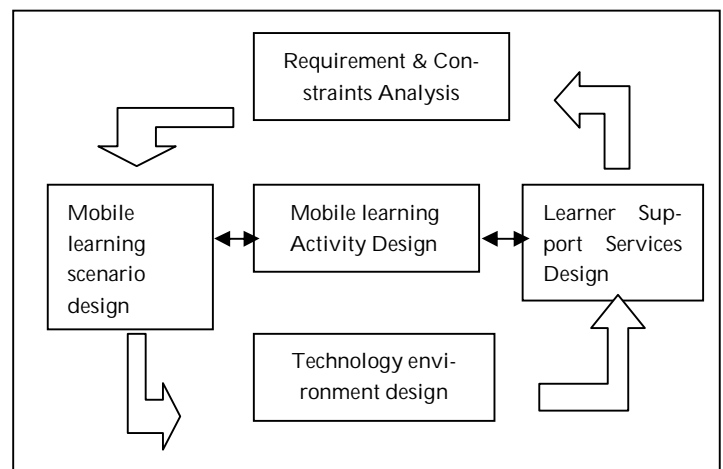 Requirement & Con-
straints Analysis
Mobile
learning
scenario
design
Mobile learning
Activity Design
Learner Sup-
port Services
Design
Technology envi-
ronment design